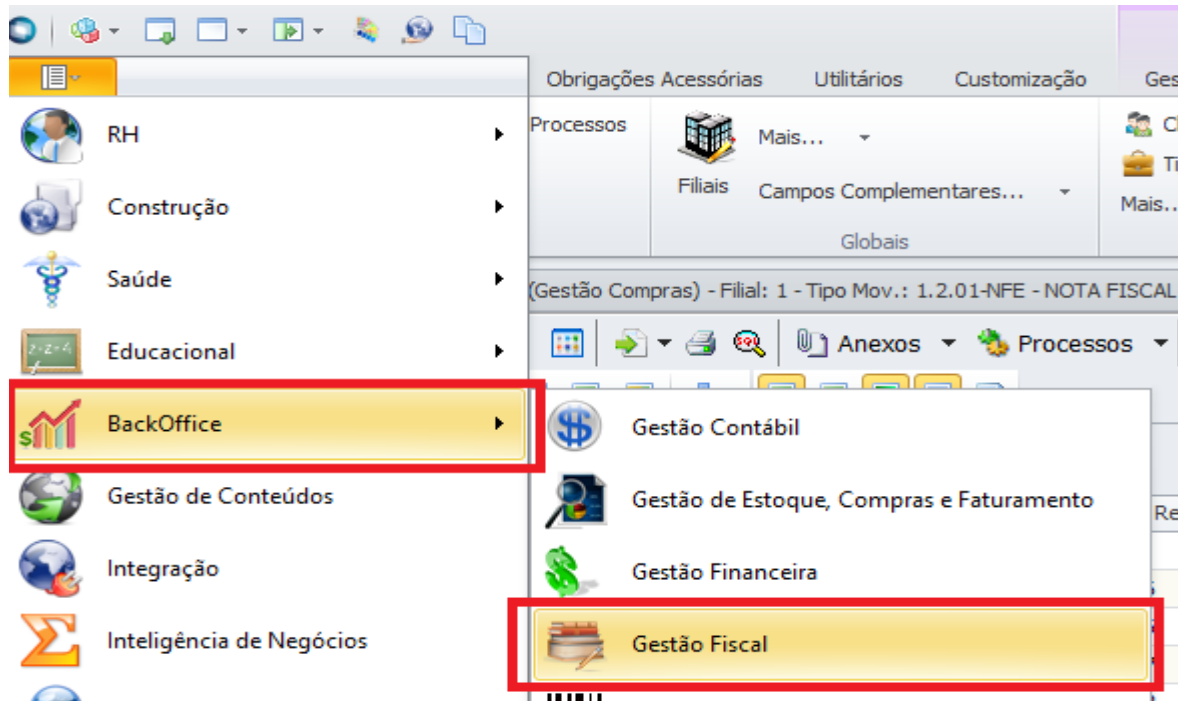 Obrigações Acessórias Utilitários Customização Ges
RH
Processos
Mais...
Filiais
Campos Complementares...
Mais...
Globais
Construção
Saúde
(Gestão Compras) - Filial: 1 - Tipo Mov.: 1.2.01-NFE - NOTA FISCAL
Anexos Processos
Educacional
BackOffice
Gestão Contábil
Gestão de Conteúdos
Gestão de Estoque, Compras e Faturamento
Re
Integração
Gestão Financeira
Inteligência de Negócios
Gestão Fiscal